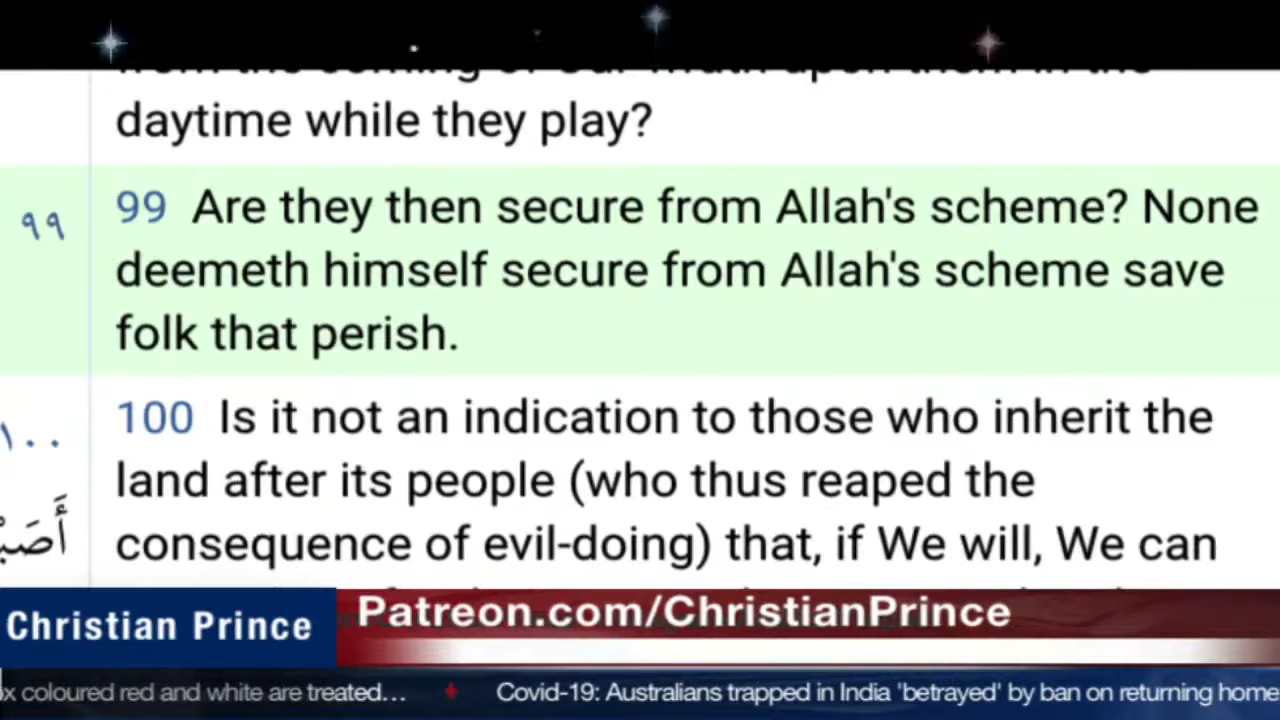 daytime while they play?
٩٩
99 Are they then secure from Allah's scheme? None
deemeth himself secure from Allah's scheme save
folk that perish.
١٠٠
100 Is it not an indication to those who inherit the
land after its people (who thus reaped the
consequence of evil-doing) that, if We will, We can
Christian Prince
Patreon.com/ChristianPrince
coloured red and white are treated...
Covid-19: Australians trapped in India 'betrayed' by ban on returning home